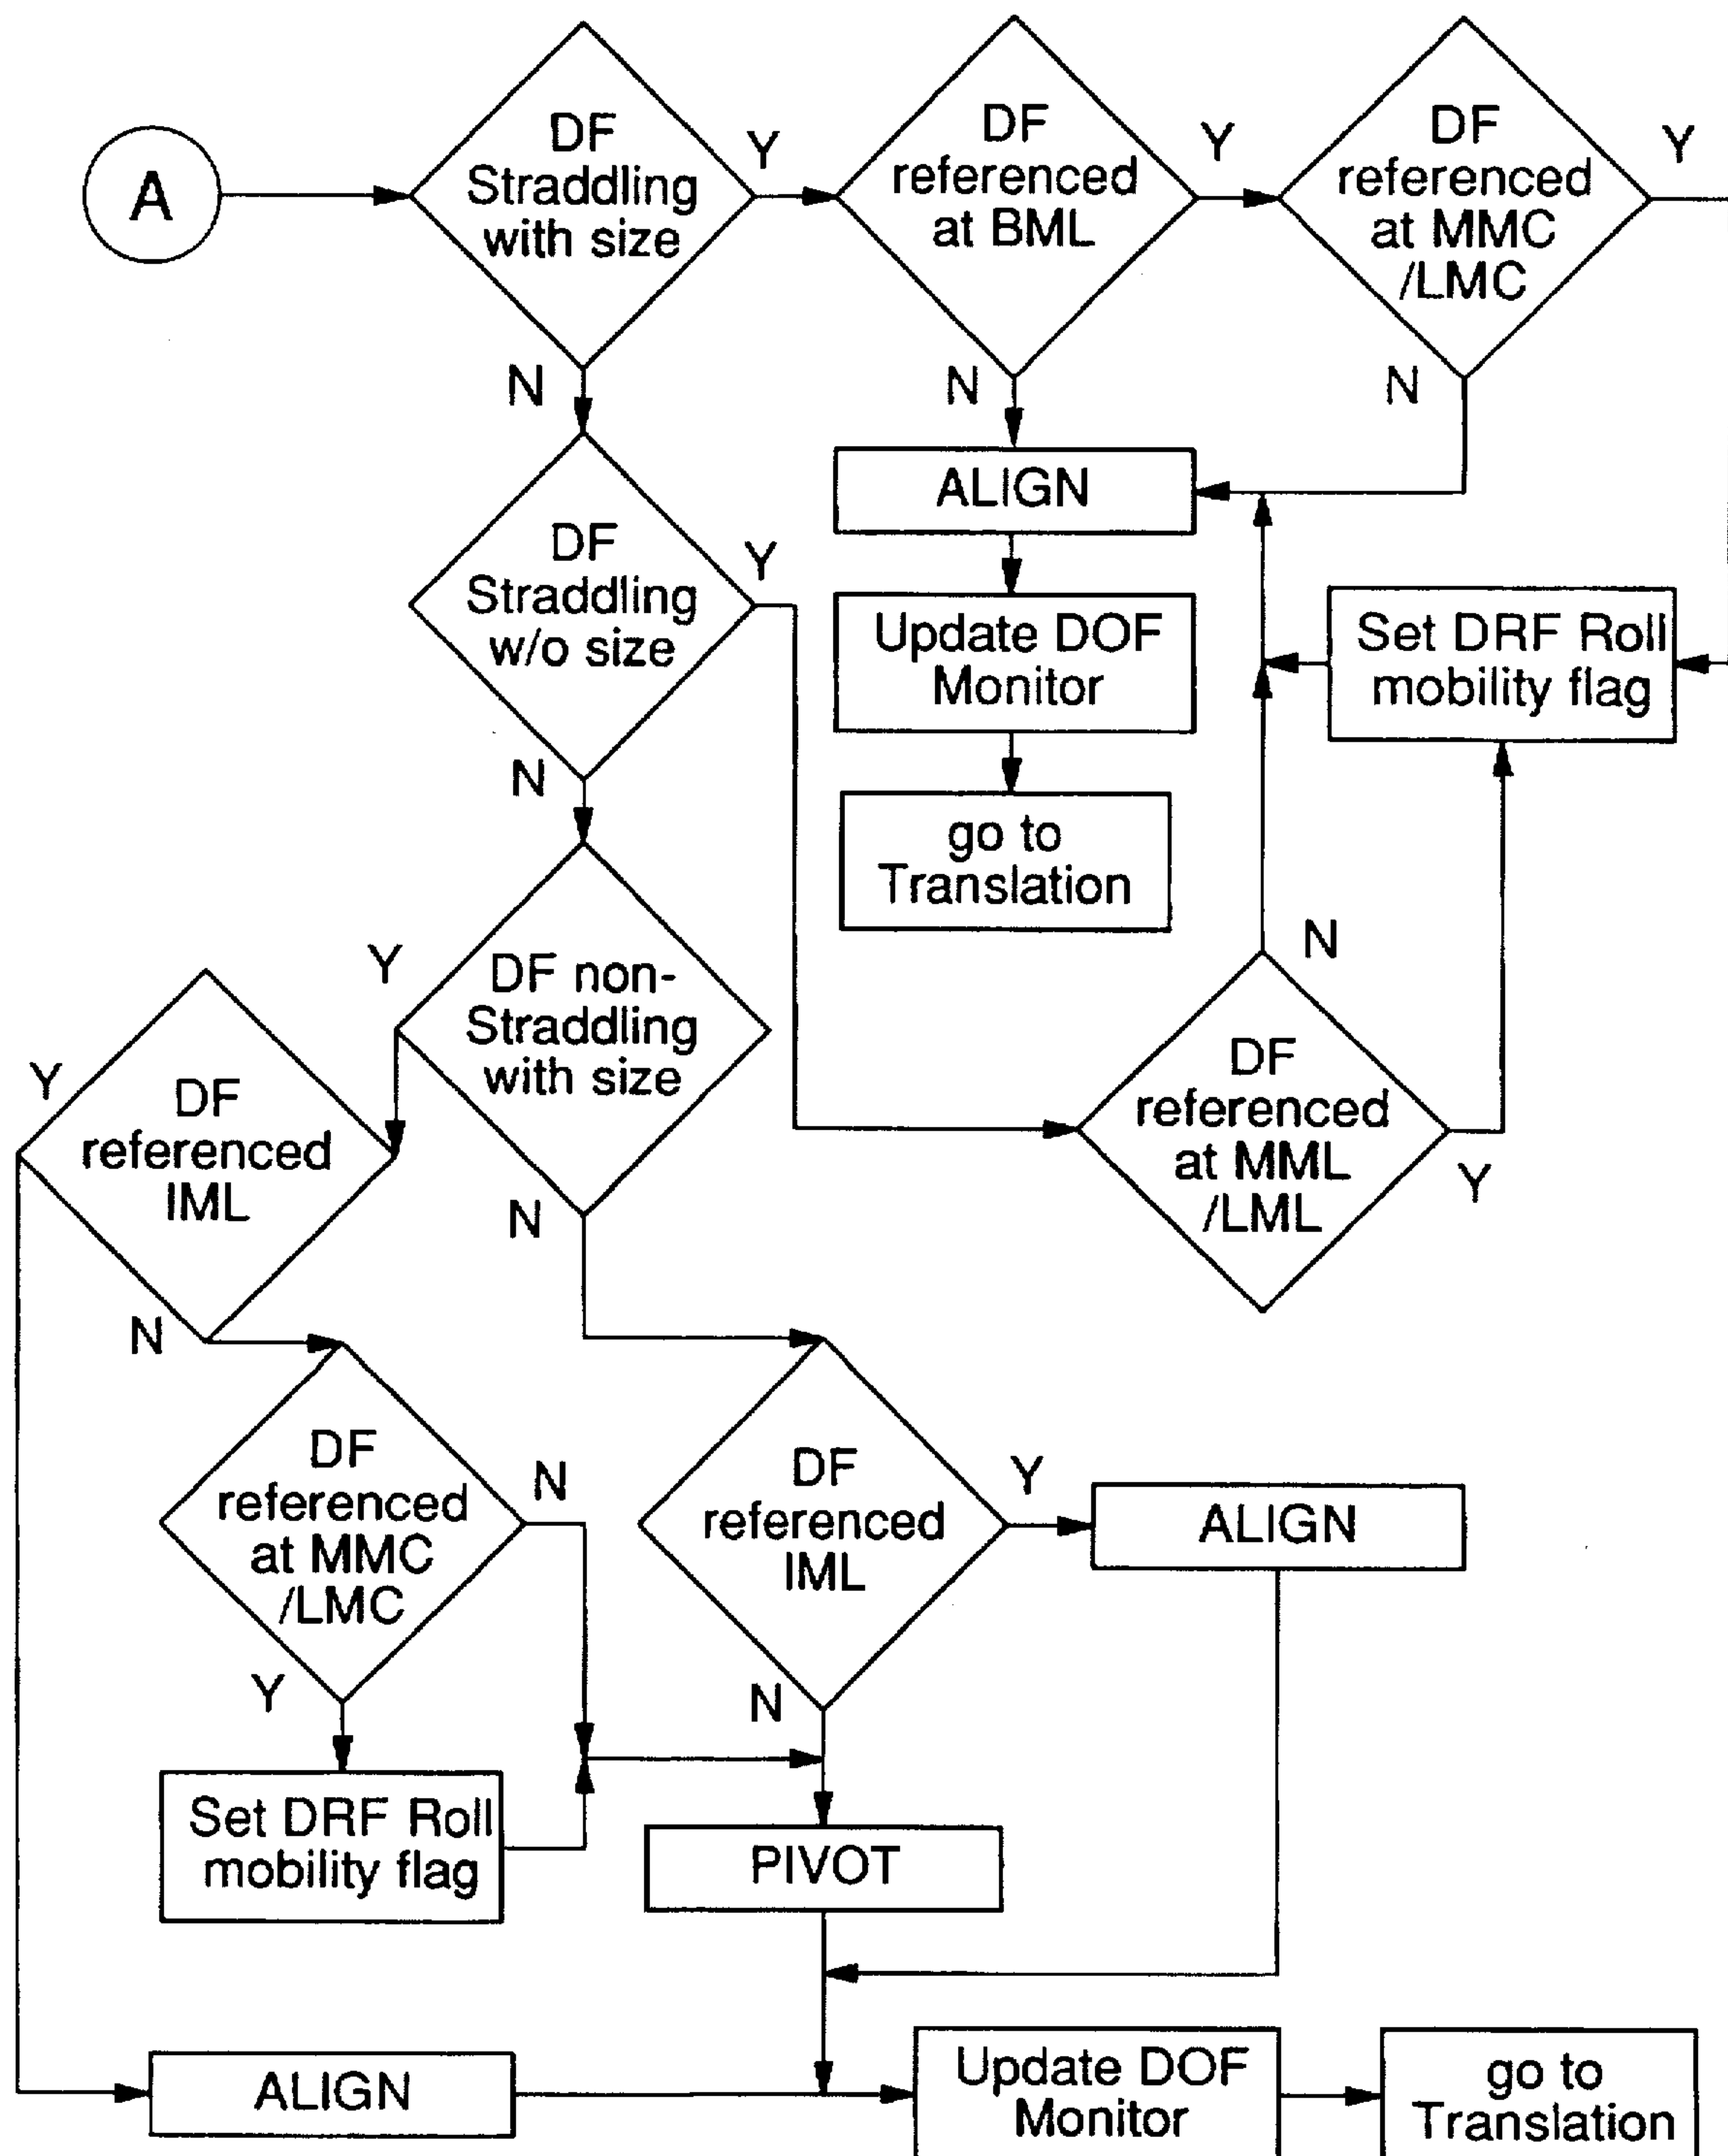 A
DF
Straddling
with size
Y
N
DF
referenced
at BML
Y
N
DF
referenced
at MMC
/LMC
Y
N
DF
Straddling
w/o size
Y
N
ALIGN
Update DOF
Monitor
go to
Translation
Set DRF Roll
mobility flag
DF non-
Straddling
with size
Y
N
DF
referenced
at MML
/LML
N
Y
DF
referenced
IML
Y
N
DF
referenced
at MMC
/LMC
N
Y
DF
referenced
IML
Y
N
ALIGN
Set DRF Roll
mobility flag
PIVOT
ALIGN
Update DOF
Monitor
go to
Translation